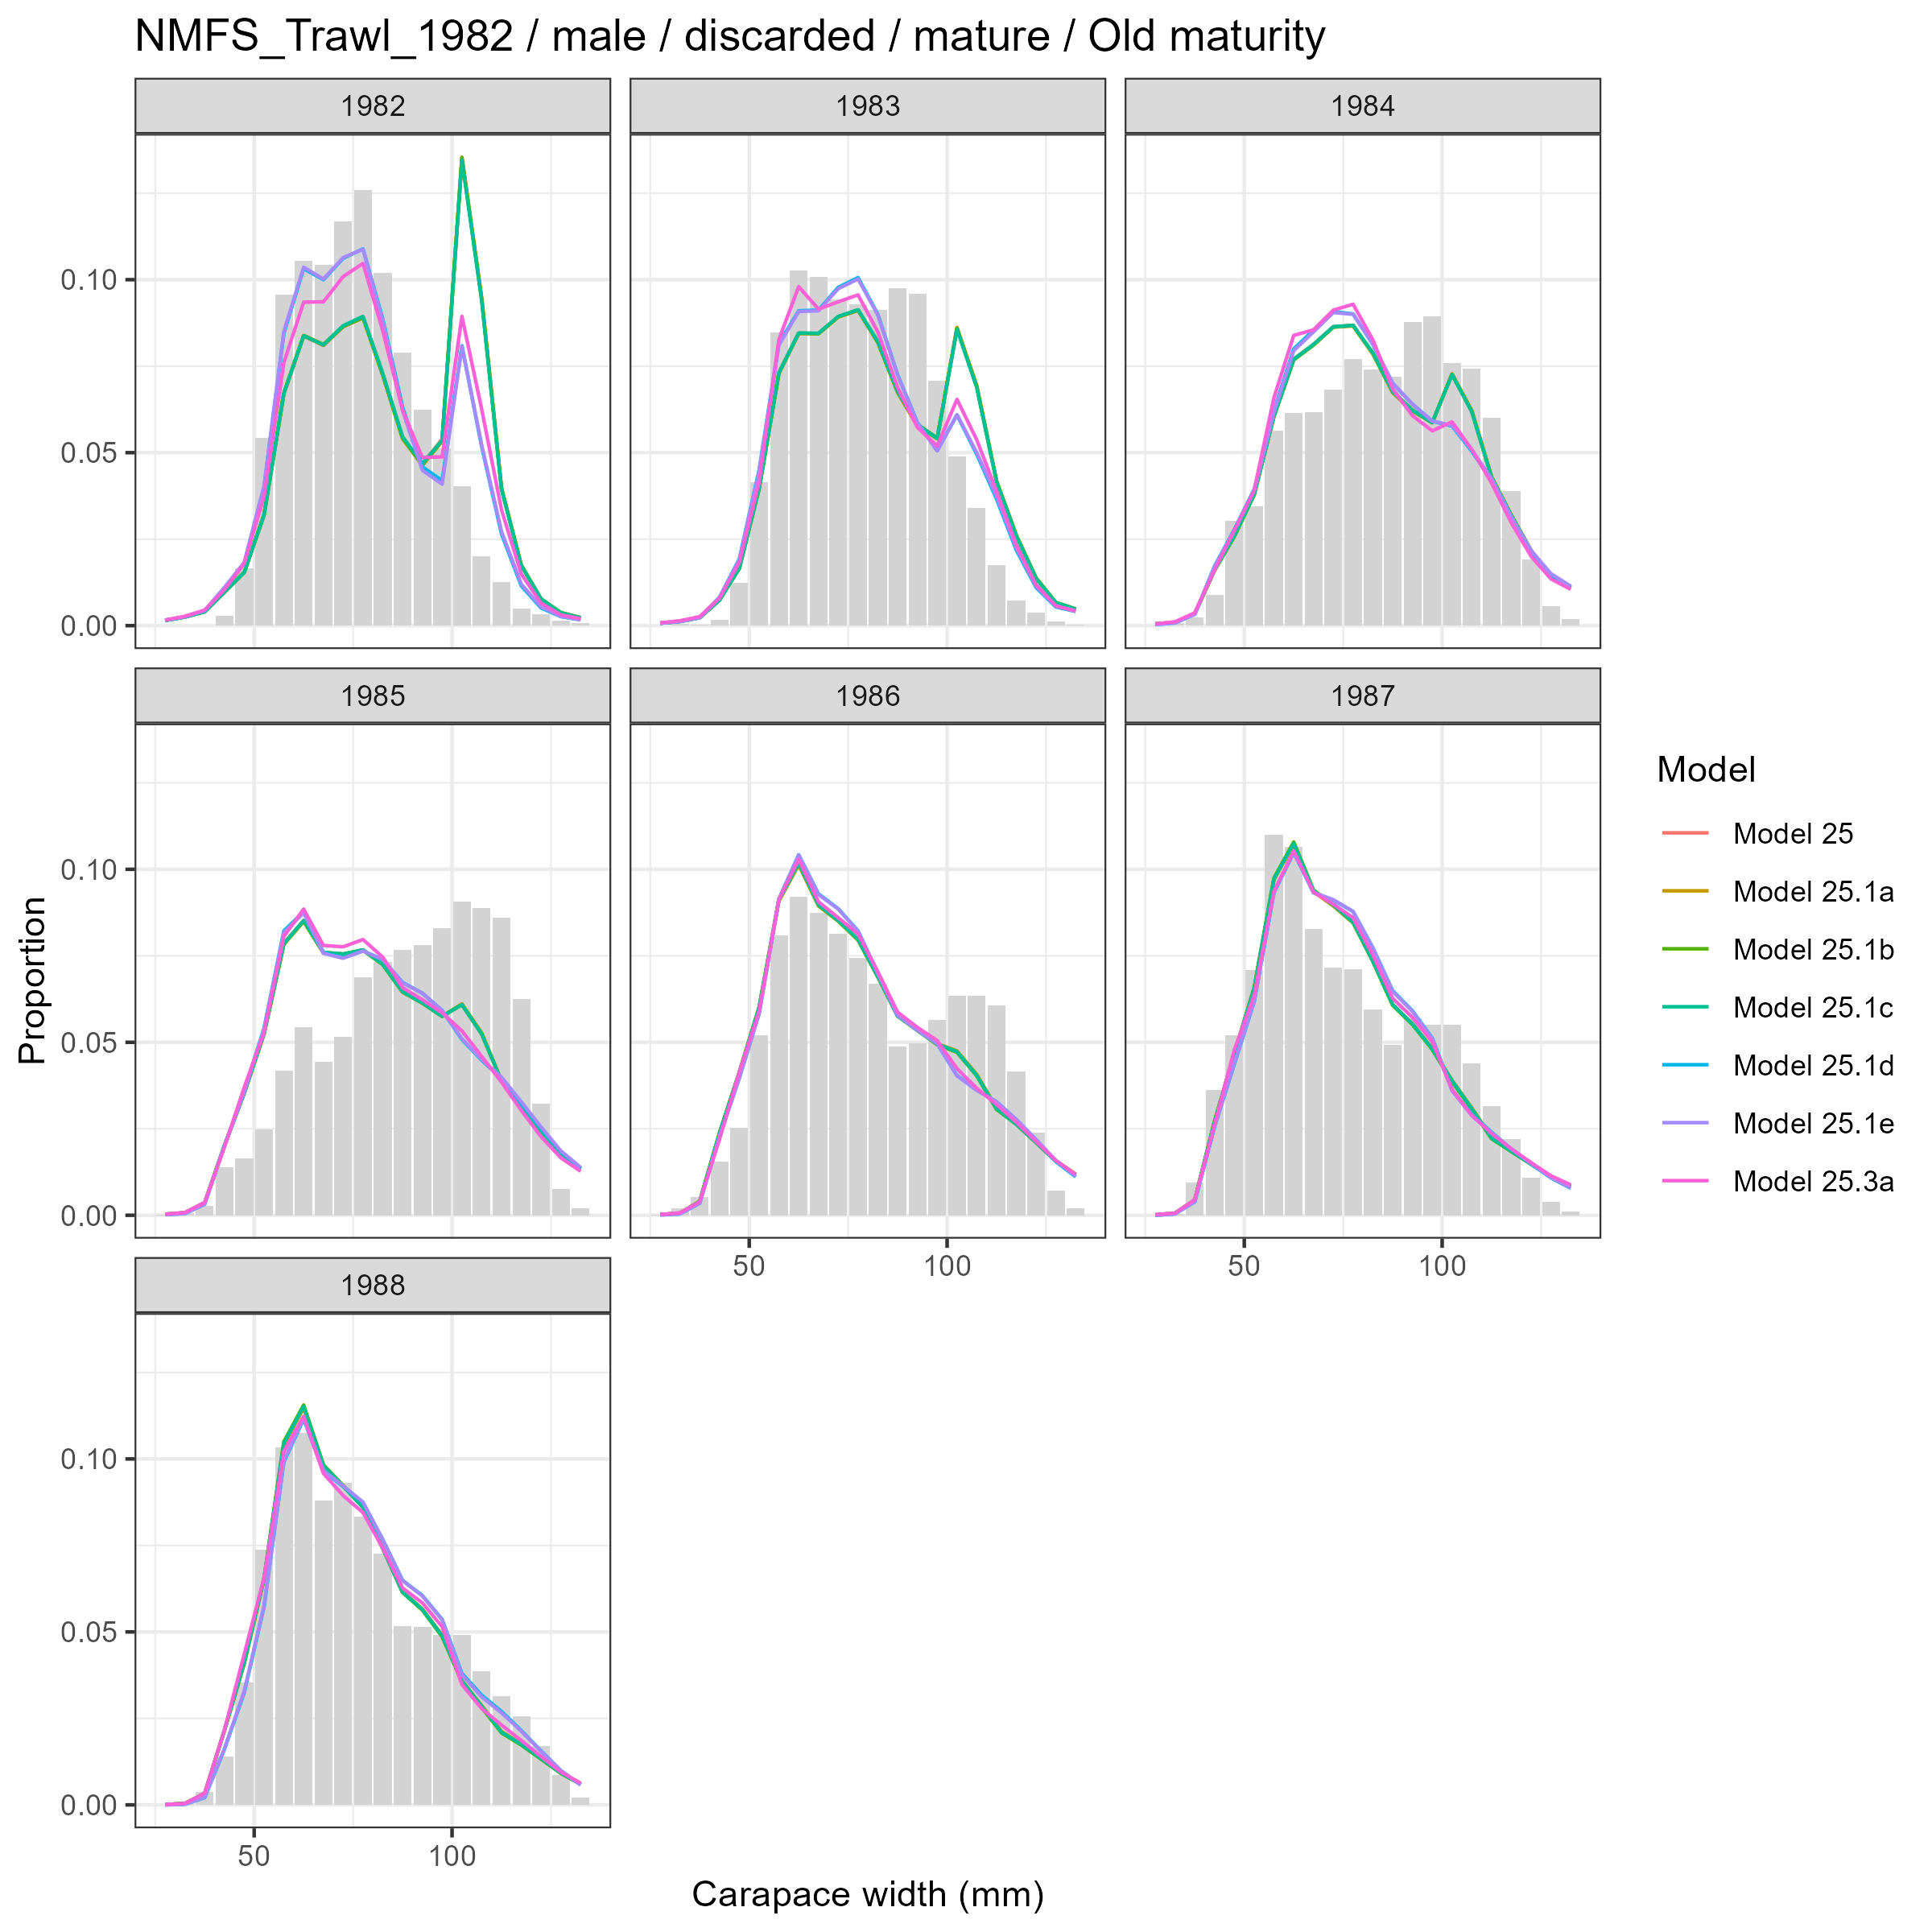 NMFS_Trawl_1982 / male / discarded / mature / Old maturity
1982
1983
1984
0.10
0.05
0.00
1985
1986
1987
0.10
0.05
0.00
50
100
50
100
1988
0.10
0.05
0.00
50
100
Proportion
Carapace width (mm)
Model
Model 25
Model 25.1a
Model 25.1b
Model 25.1c
Model 25.1d
Model 25.1e
Model 25.3a